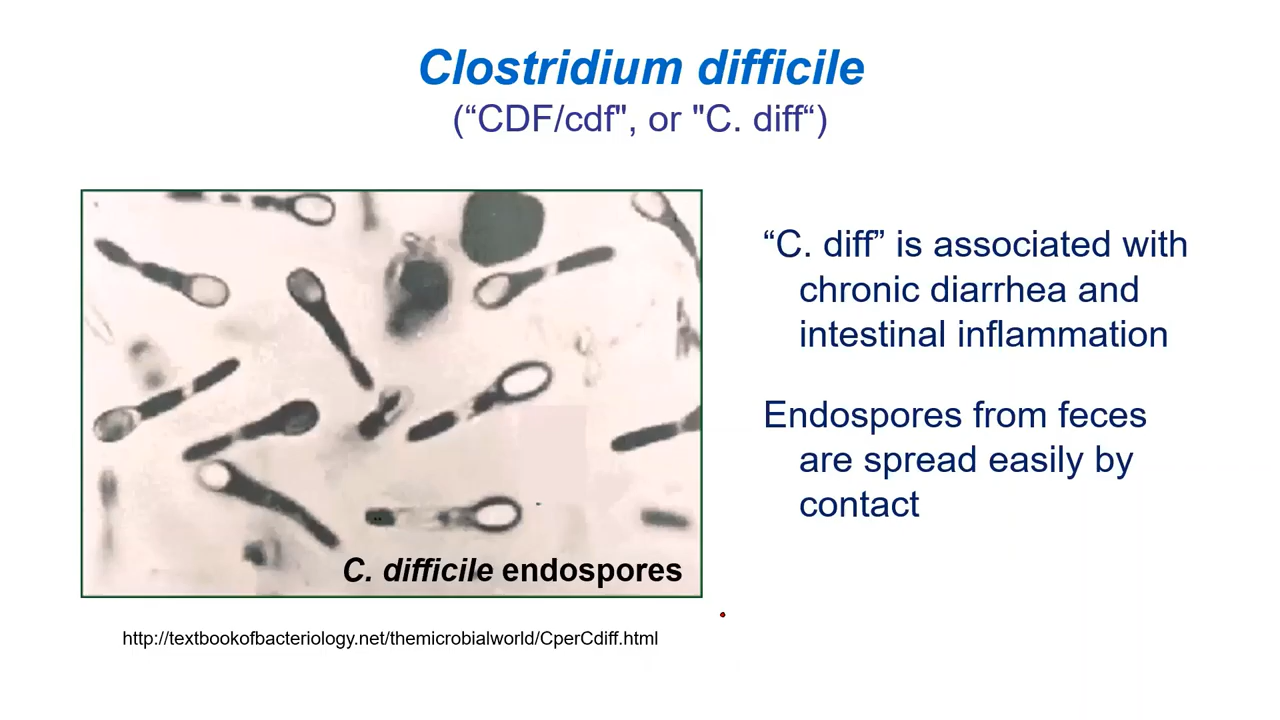 Clostridium difficile
(“CDF/cdf", or "C. diff“)
“C. diff” is associated with
chronic diarrhea and
intestinal inflammation
Endospores from feces
are spread easily by
contact
C. difficile endospores
http://textbookofbacteriology.net/themicrobialworld/CperCdiff.html